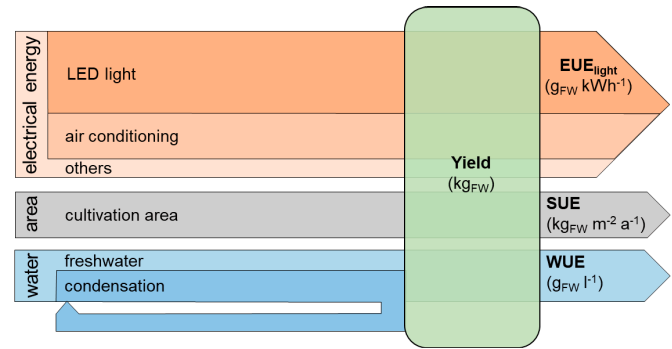 electrical energy
LED light
air conditioning
others
EUElight
(gFW kWh-1)
Yield
(kgFW)
area
cultivation area
SUE
(kgFW m-2 a-1)
water
freshwater
condensation
WUE
(gFW l-1)